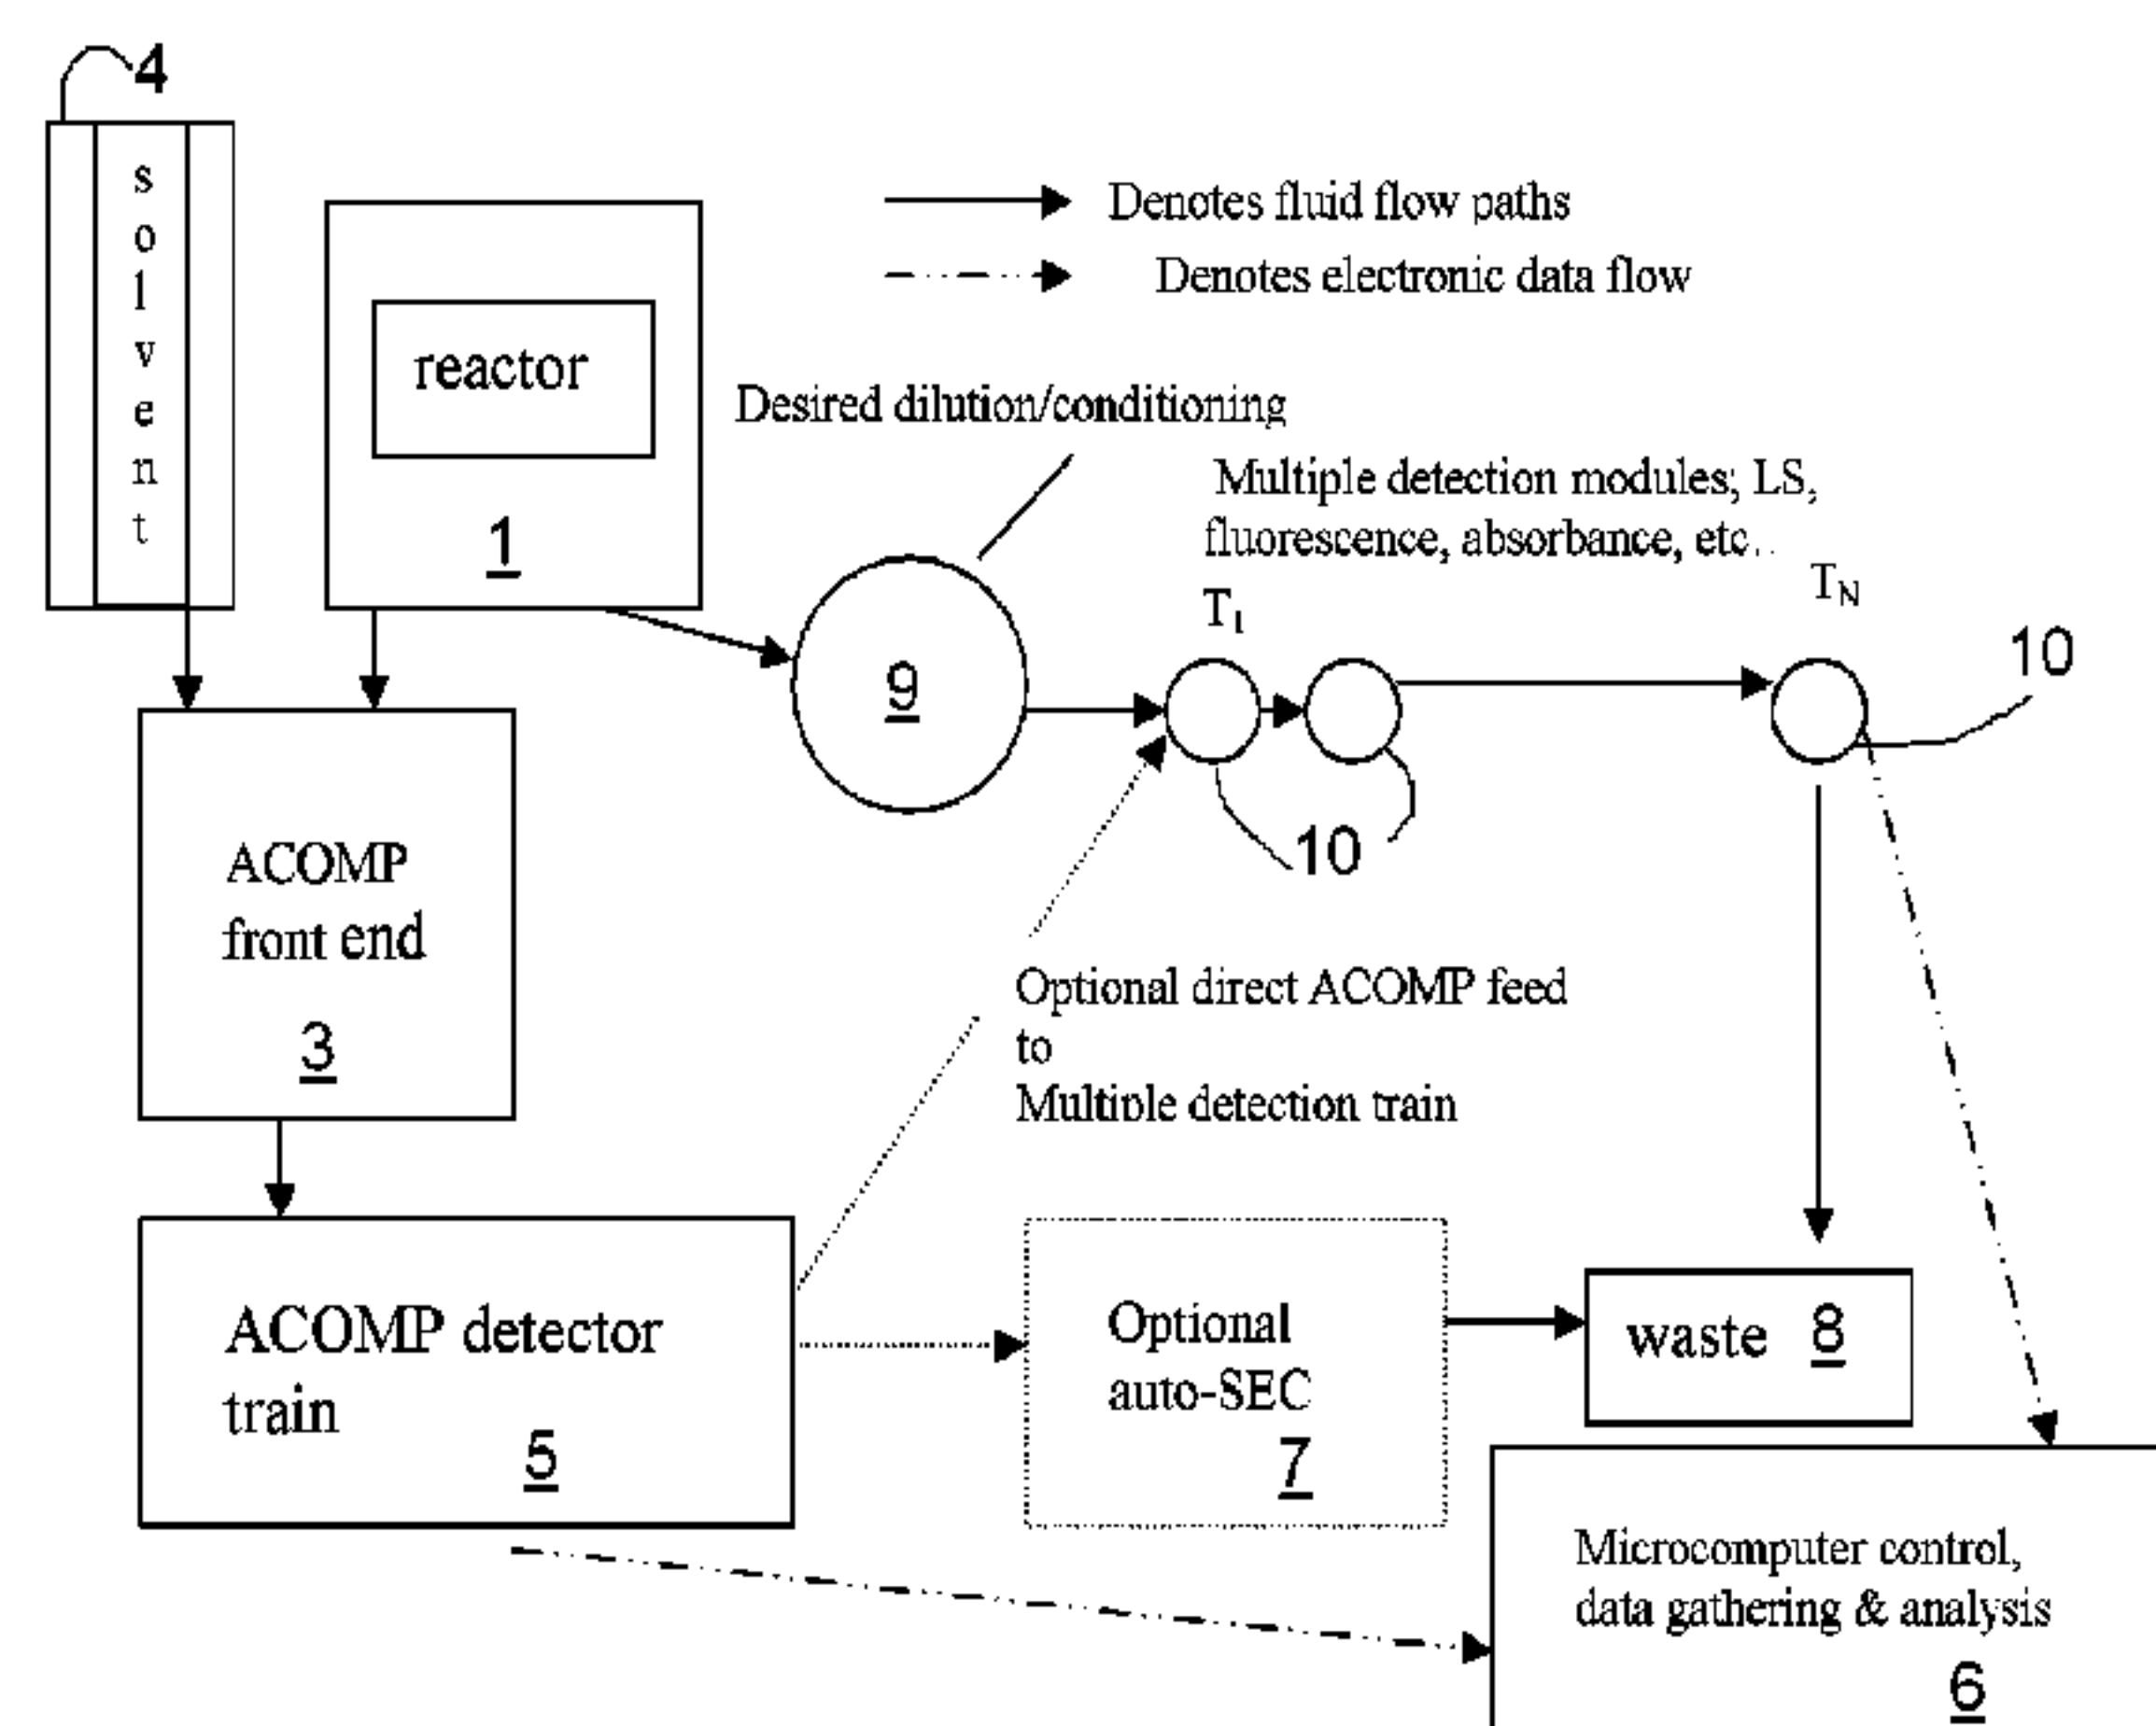 4
solvent
reactor
1
Denotes fluid flow paths
Denotes electronic data flow
Desired dilution/conditioning
Multiple detection modules; LS,
fluorescence, absorbance, etc..
T1
TN
10
9
10
ACOMP
front end
3
Optional direct ACOMP feed
to
Multiple detection train
ACOMP detector
train
5
Optional
auto-SEC
7
waste 8
Microcomputer control,
data gathering & analysis
6